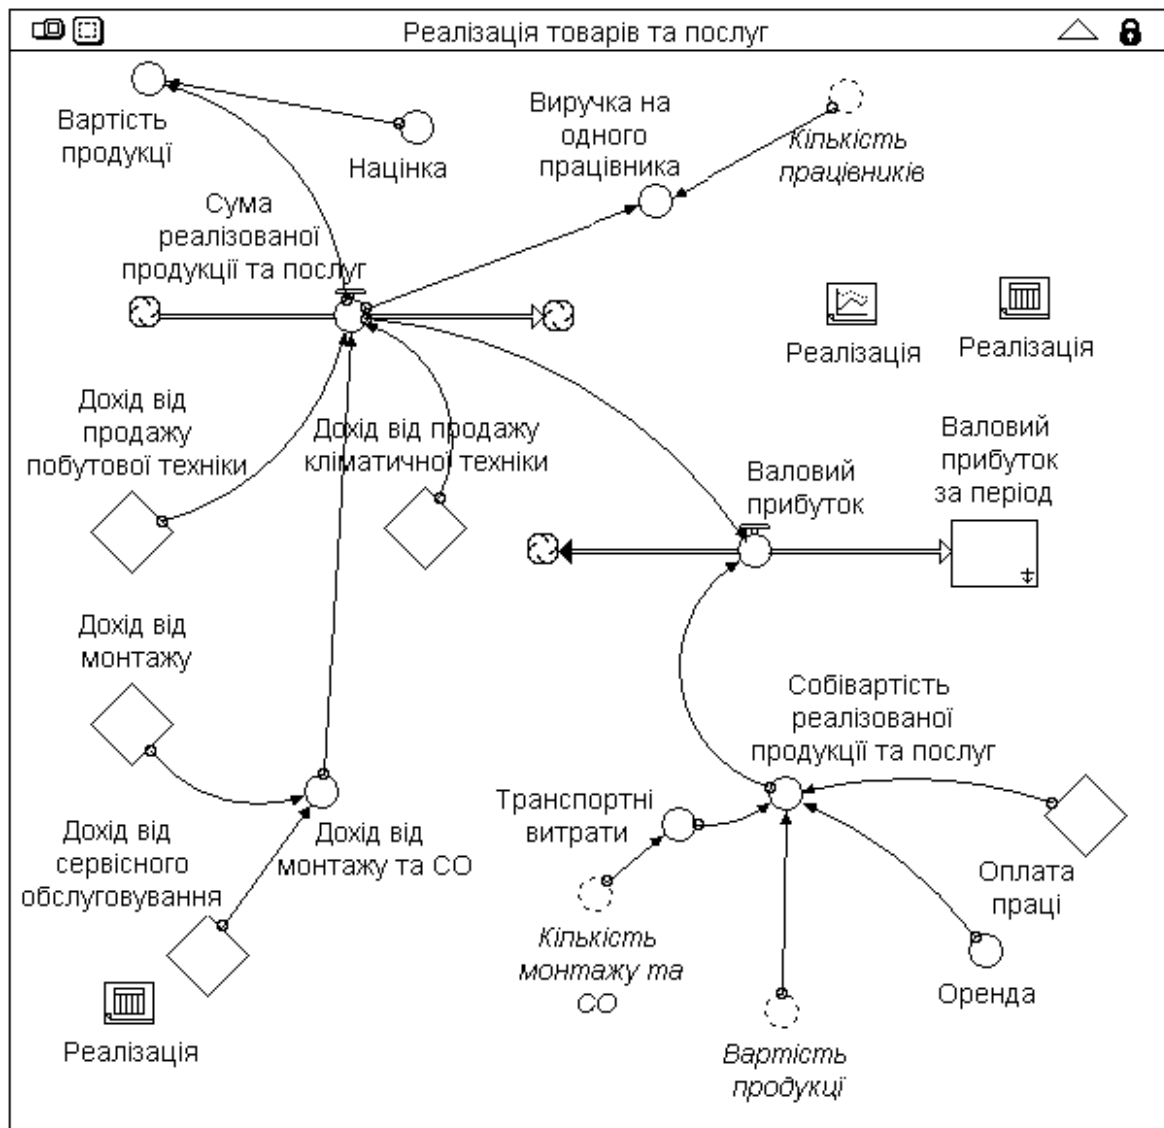 Реалізація товарів та послуг
Вартість
продукці
Націнка
Виручка на
одного
працівника
Кількість
працівників
Сума
реалізованої
продукції та послуг
Реалізація
Реалізація
Дохід від
продажу
побутової техніки
Дохід від продажу
кліматичної техніки
Валовий
прибуток
Валовий
прибуток
за період
Дохід від
монтажу
Собівартість
реалізованої
продукції та послуг
Дохід від
сервісного
обслуговування
Дохід від
монтажу та СО
Транспортні
витрати
Оплата
праці
Кількість
монтажу та
СО
Оренда
Реалізація
Вартість
продукці